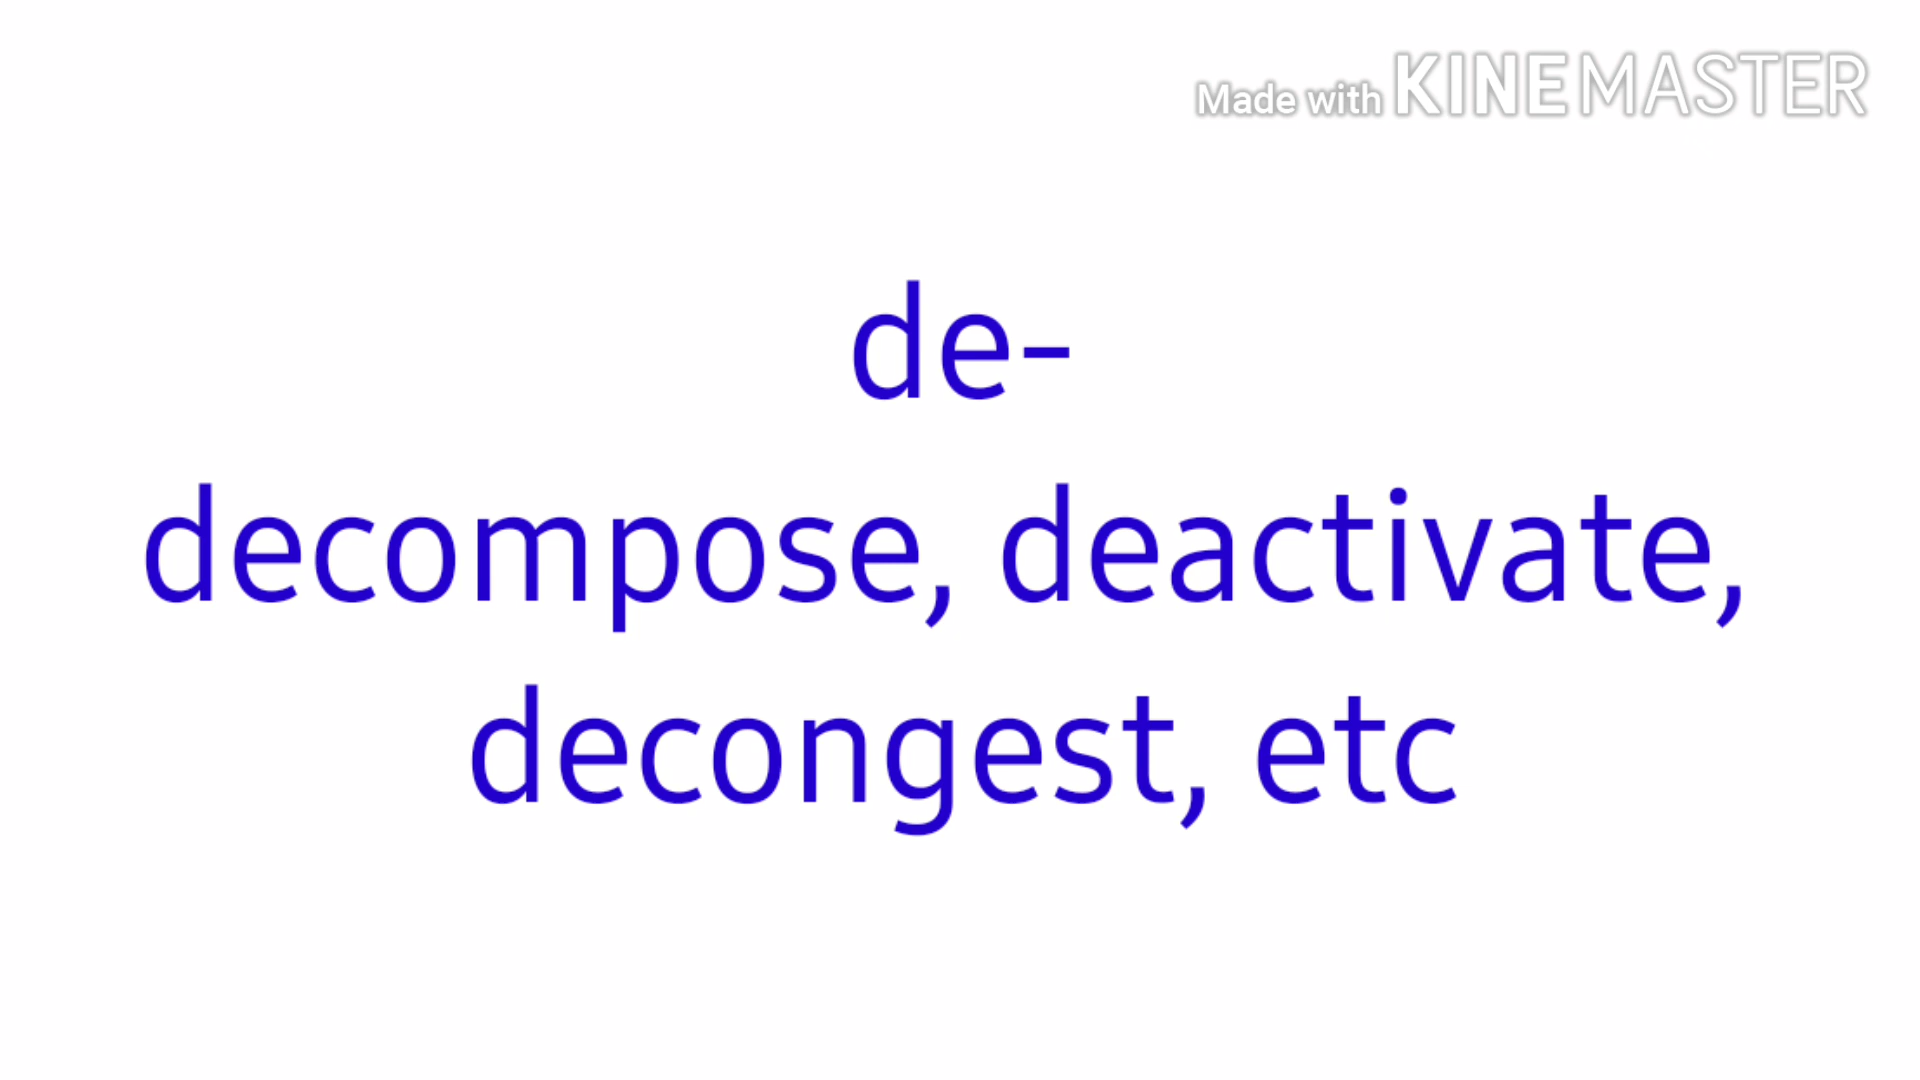 Made with KINEMASTER
de-
decompose, deactivate,
decongest, etc